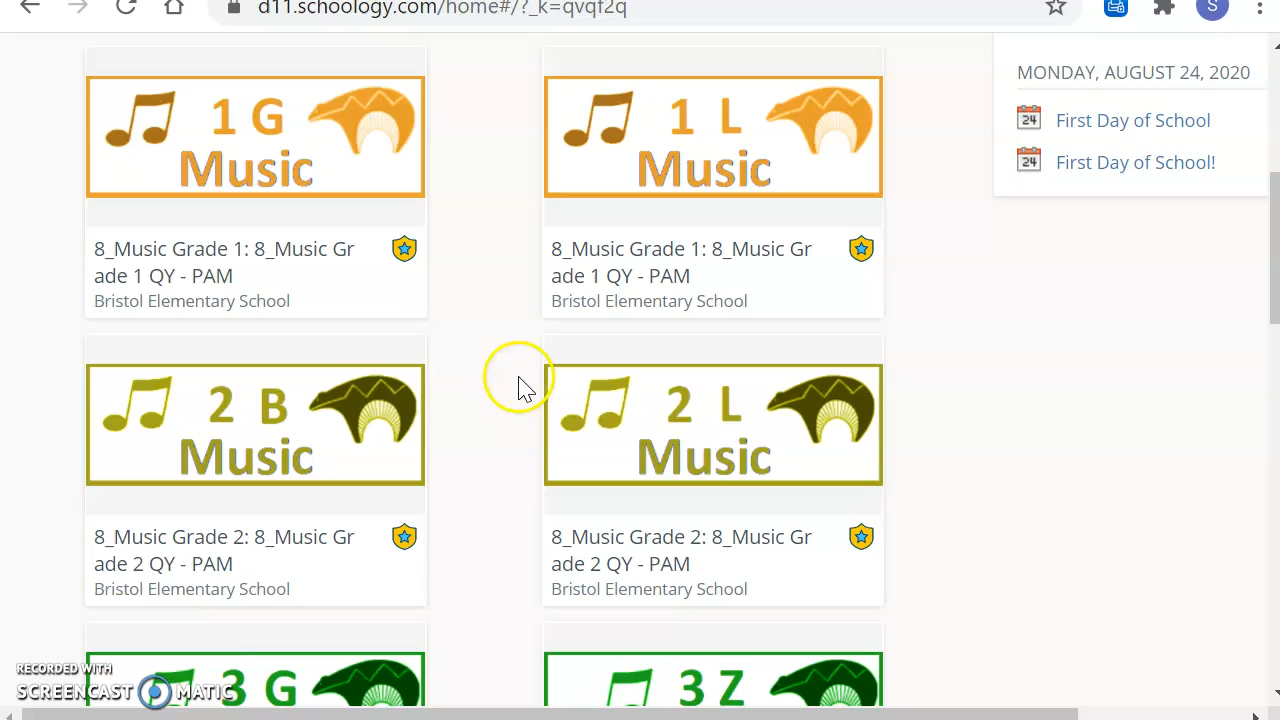 d11.schoology.com/home#/?_k=qvqf2q
S
MONDAY, AUGUST 24, 2020
24 First Day of School
24 First Day of School!
1 G
Music
8_Music Grade 1: 8_Music Gr
ade 1 QY - PAM
Bristol Elementary School
1 L
Music
8_Music Grade 1: 8_Music Gr
ade 1 QY - PAM
Bristol Elementary School
2 B
Music
8_Music Grade 2: 8_Music Gr
ade 2 QY - PAM
Bristol Elementary School
2 L
Music
8_Music Grade 2: 8_Music Gr
ade 2 QY - PAM
Bristol Elementary School
3 G
3 Z
RECORDED WITH
SCREENCAST MATIC